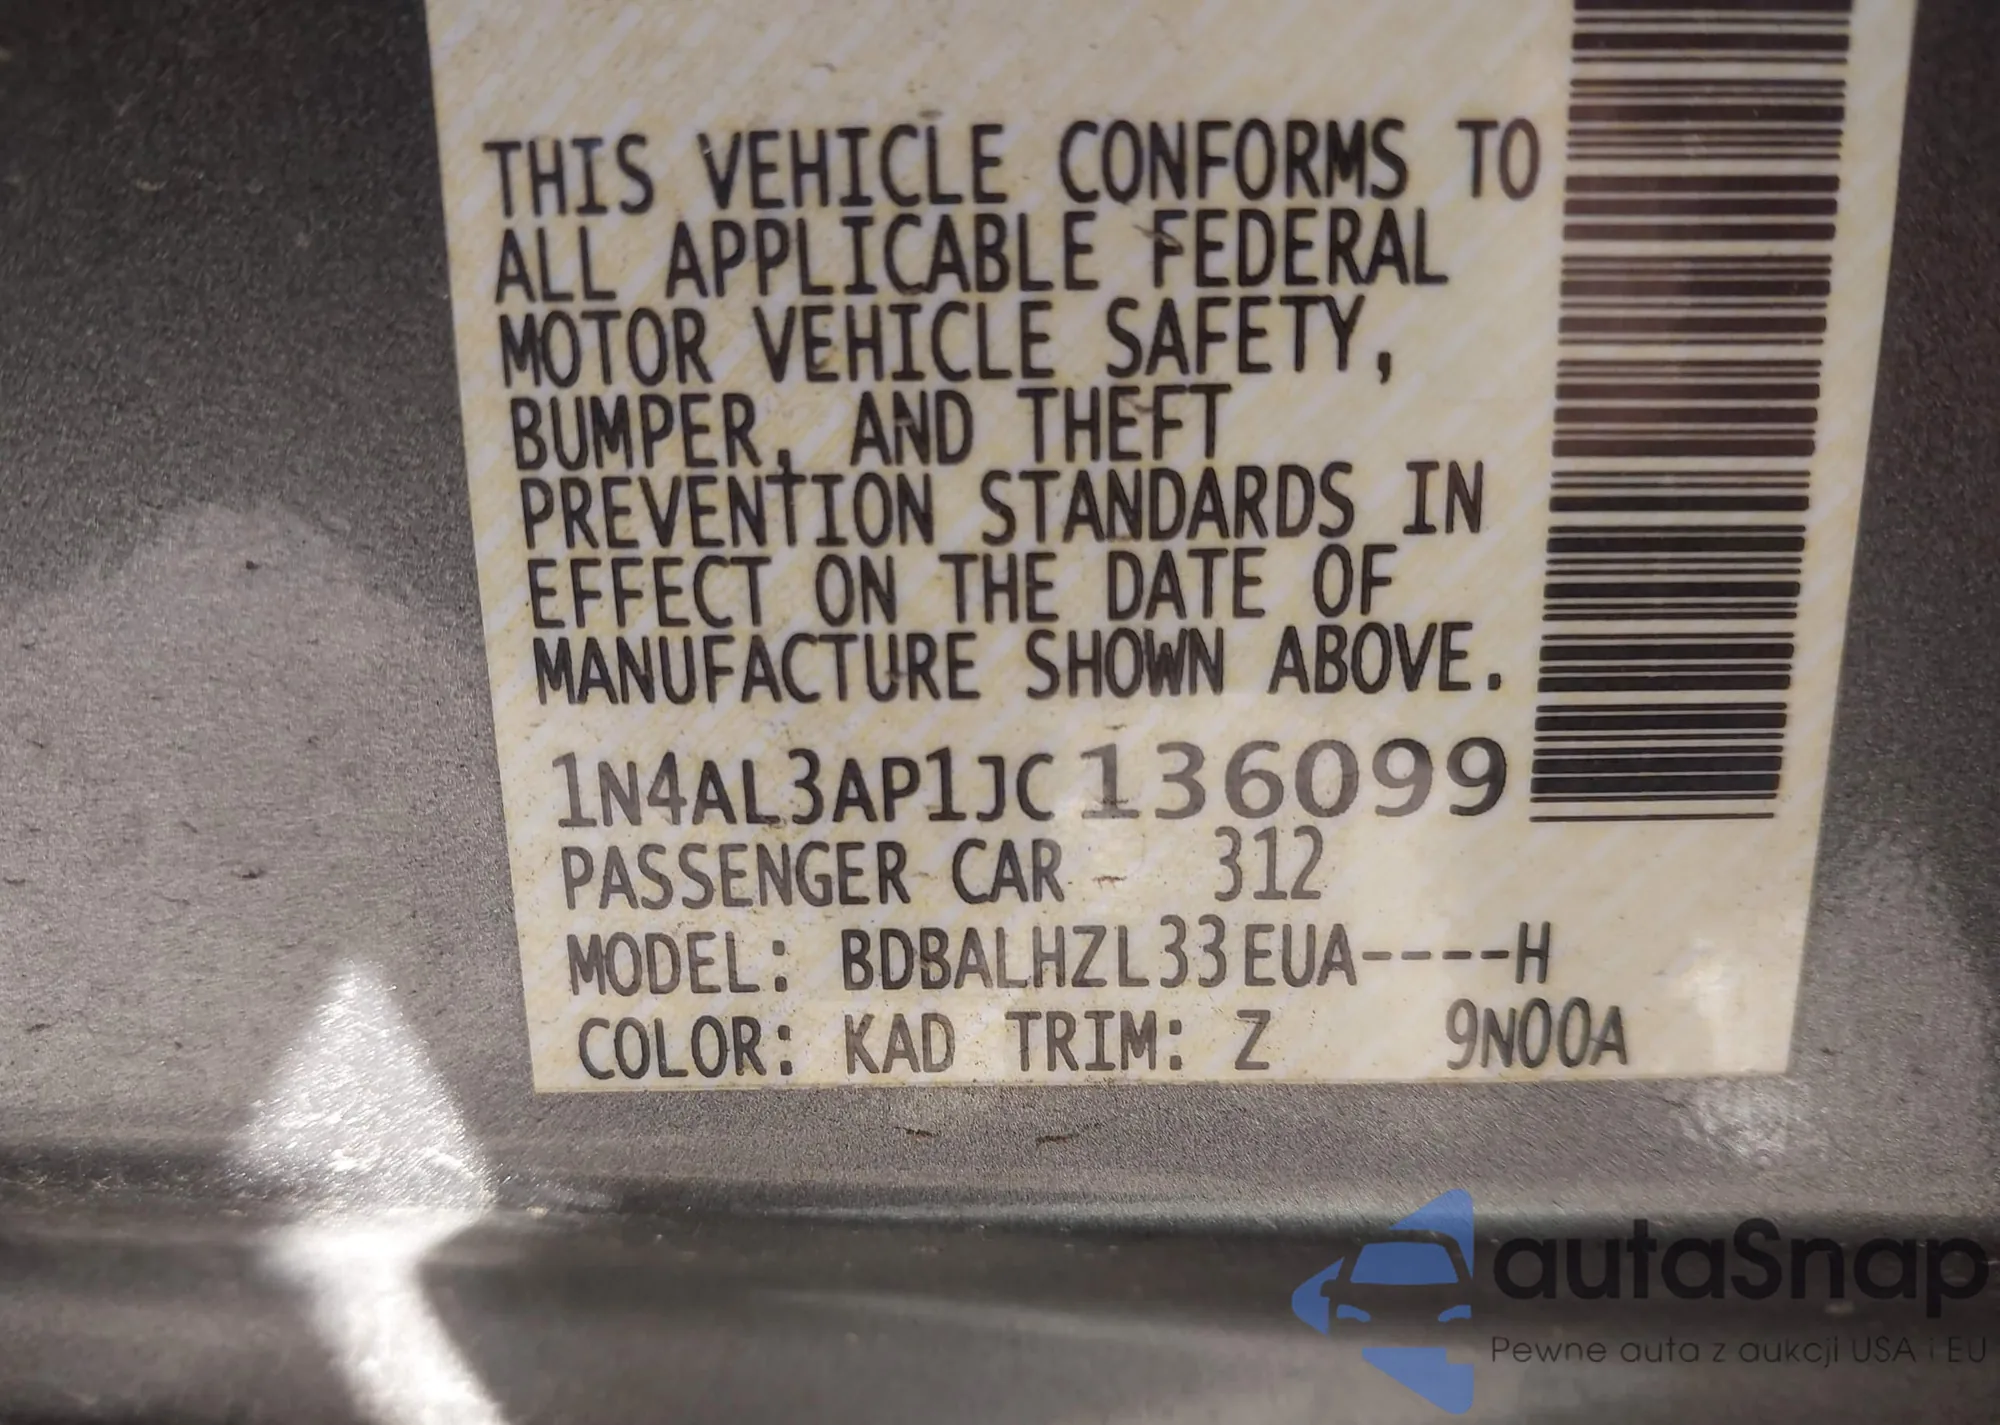 THIS VEHICLE CONFORMS TO
ALL APPLICABLE FEDERAL
MOTOR VEHICLE SAFETY,
BUMPER, AND THEFT
PREVENTION STANDARDS IN
EFFECT ON THE DATE OF
MANUFACTURE SHOWN ABOVE.
1N4AL3AP1JC136099
PASSENGER CAR 312
MODEL: BDBALHZL33EUA----H
COLOR: KAD TRIM: Z 9N00A
autaSnap
Pewne auta z aukcji USA i EU